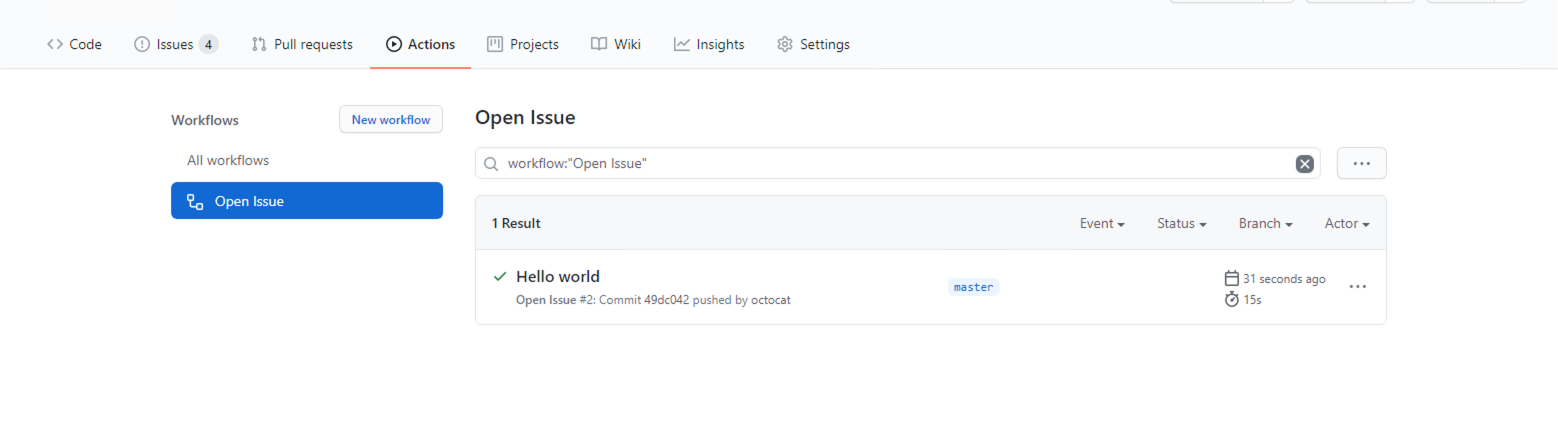 Code Issues 4 Pull requests Actions Projects Wiki Insights Settings
Workflows
New workflow
All workflows
Open Issue
Open Issue
workflow:"Open Issue"
1 Result Event Status Branch Actor
Hello world
Open Issue #2: Commit 49dc042 pushed by octocat
master
31 seconds ago
15s